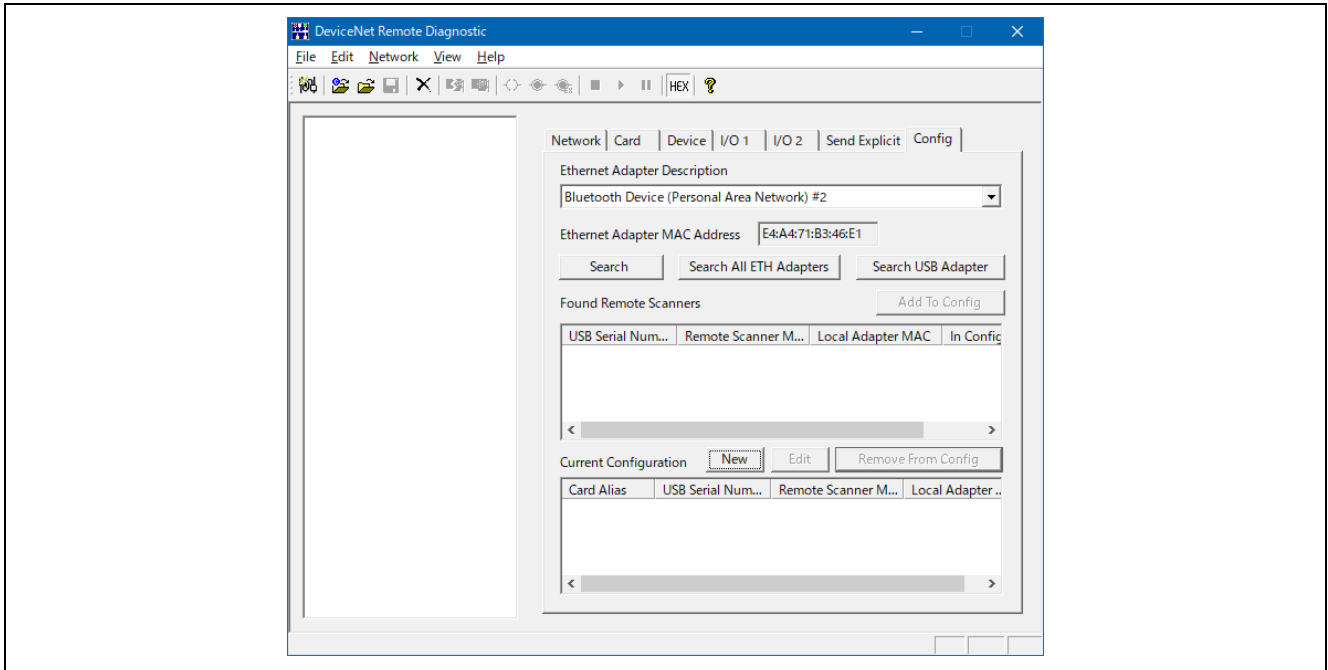 DeviceNet Remote Diagnostic
File Edit Network View Help
HEX
Network Card Device I/O 1 I/O 2 Send Explicit Config
Ethernet Adapter Description
Bluetooth Device (Personal Area Network) #2
Ethernet Adapter MAC Address E4:A4:71:B3:46:E1
Search Search All ETH Adapters Search USB Adapter
Found Remote Scanners Add To Config
USB Serial Num... Remote Scanner M... Local Adapter MAC In Config
Current Configuration New Edit Remove From Config
Card Alias USB Serial Num... Remote Scanner M... Local Adapter ..